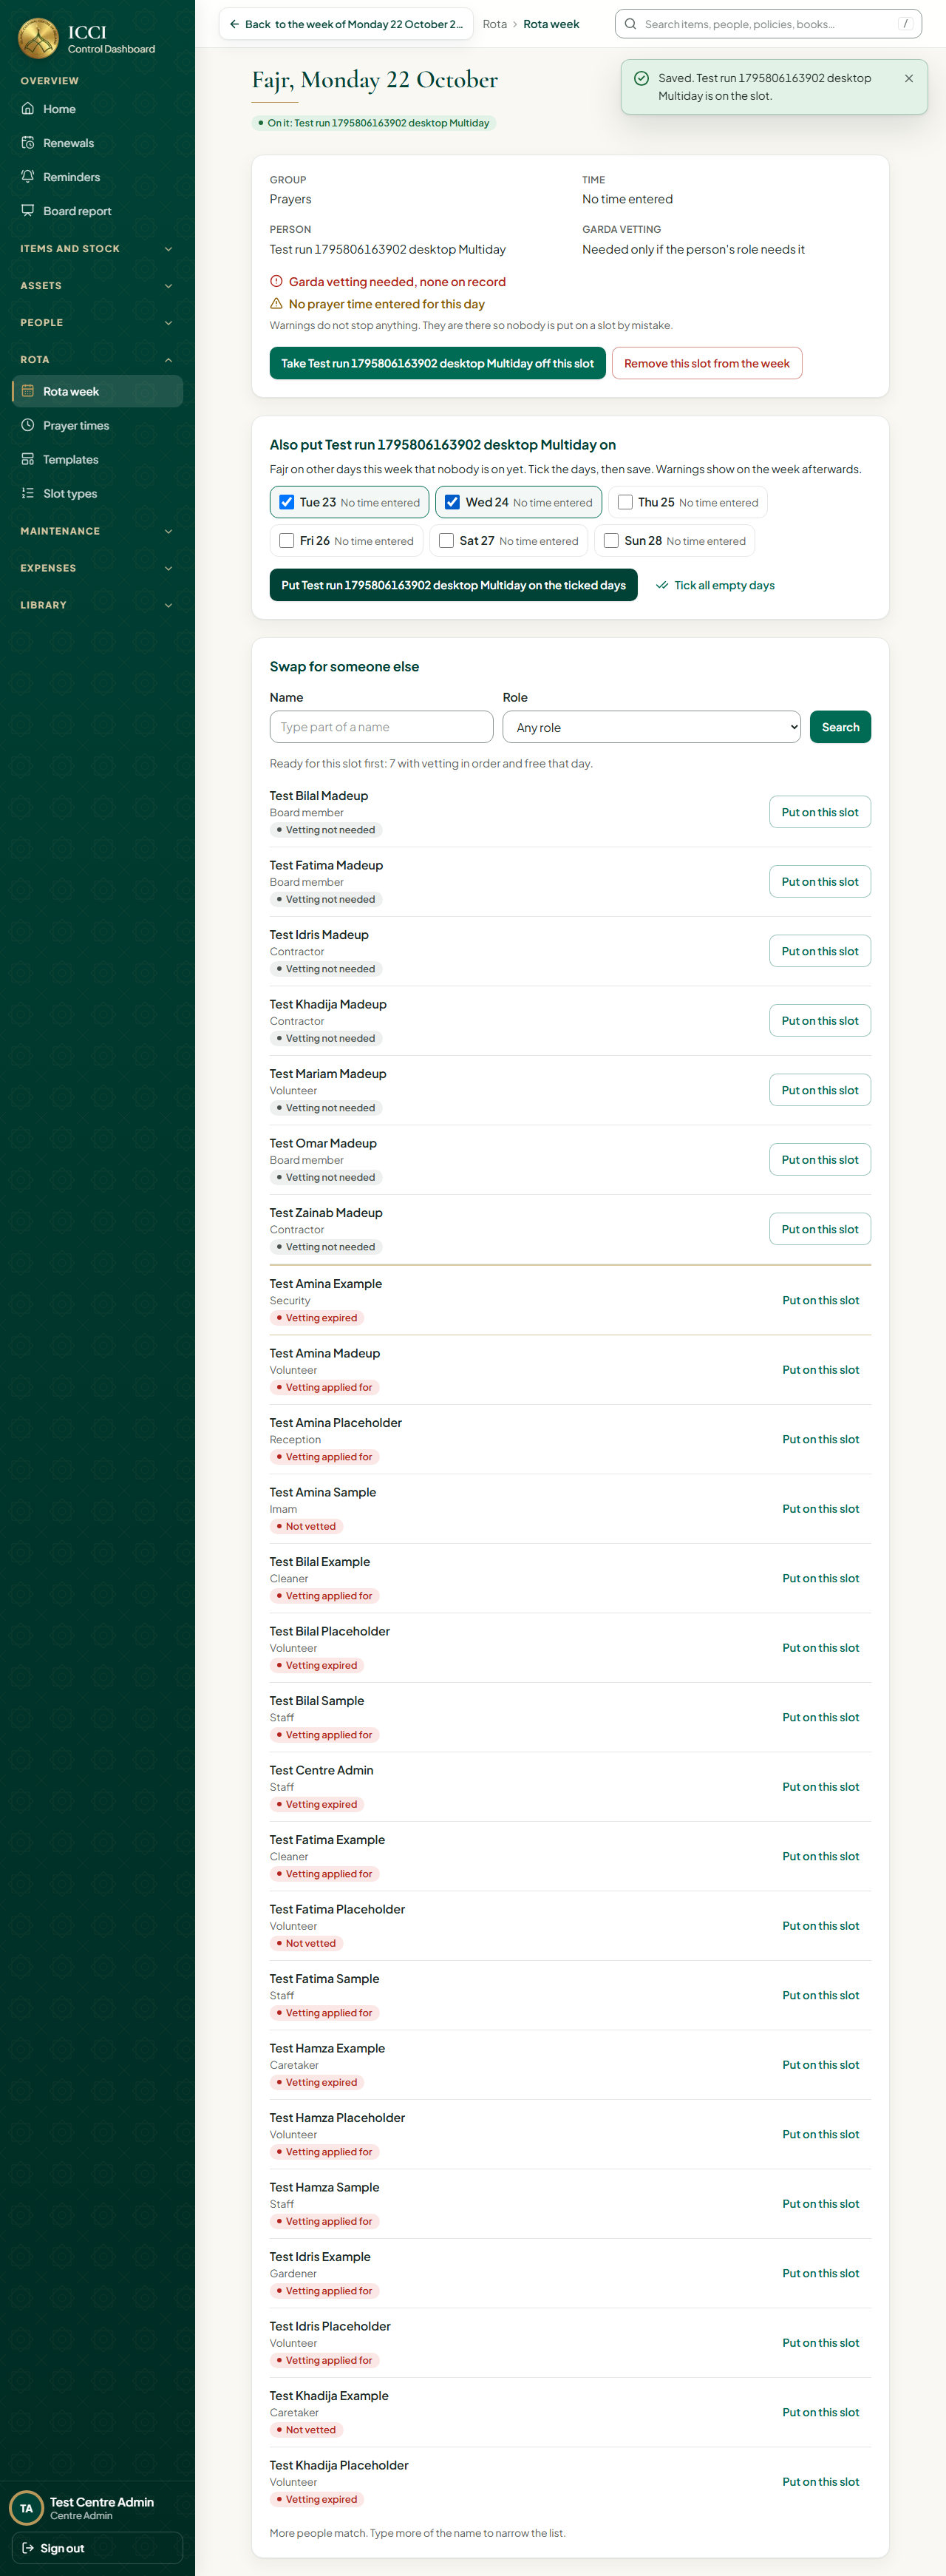 ICCI
Control Dashboard
OVERVIEW
Home
Renewals
Reminders
Board report
ITEMS AND STOCK
ASSETS
PEOPLE
ROTA
Rota week
Prayer times
Templates
Slot types
MAINTENANCE
EXPENSES
LIBRARY
TA
Test Centre Admin
Centre Admin
Sign out
Back to the week of Monday 22 October 2...
Rota
Rota week
Search items, people, policies, books...
/
Fajr, Monday 22 October
On it: Test run 1795806163902 desktop Multiday
Saved. Test run 1795806163902 desktop
Multiday is on the slot.
GROUP
Prayers
TIME
No time entered
PERSON
Test run 1795806163902 desktop Multiday
GARDA VETTING
Needed only if the person's role needs it
Garda vetting needed, none on record
No prayer time entered for this day
Warnings do not stop anything. They are there so nobody is put on a slot by mistake.
Take Test run 1795806163902 desktop Multiday off this slot
Remove this slot from the week
Also put Test run 1795806163902 desktop Multiday on
Fajr on other days this week that nobody is on yet. Tick the days, then save. Warnings show on the week afterwards.
Tue 23 No time entered
Wed 24 No time entered
Thu 25 No time entered
Fri 26 No time entered
Sat 27 No time entered
Sun 28 No time entered
Put Test run 1795806163902 desktop Multiday on the ticked days
Tick all empty days
Swap for someone else
Name
Role
Type part of a name
Any role
Search
Ready for this slot first: 7 with vetting in order and free that day.
Test Bilal Madeup
Board member
Vetting not needed
Put on this slot
Test Fatima Madeup
Board member
Vetting not needed
Put on this slot
Test Idris Madeup
Contractor
Vetting not needed
Put on this slot
Test Khadija Madeup
Contractor
Vetting not needed
Put on this slot
Test Mariam Madeup
Volunteer
Vetting not needed
Put on this slot
Test Omar Madeup
Board member
Vetting not needed
Put on this slot
Test Zainab Madeup
Contractor
Vetting not needed
Put on this slot
Test Amina Example
Security
Vetting expired
Put on this slot
Test Amina Madeup
Volunteer
Vetting applied for
Put on this slot
Test Amina Placeholder
Reception
Vetting applied for
Put on this slot
Test Amina Sample
Imam
Not vetted
Put on this slot
Test Bilal Example
Cleaner
Vetting applied for
Put on this slot
Test Bilal Placeholder
Volunteer
Vetting expired
Put on this slot
Test Bilal Sample
Staff
Vetting applied for
Put on this slot
Test Centre Admin
Staff
Vetting expired
Put on this slot
Test Fatima Example
Cleaner
Vetting applied for
Put on this slot
Test Fatima Placeholder
Volunteer
Not vetted
Put on this slot
Test Fatima Sample
Staff
Vetting applied for
Put on this slot
Test Hamza Example
Caretaker
Vetting expired
Put on this slot
Test Hamza Placeholder
Volunteer
Vetting applied for
Put on this slot
Test Hamza Sample
Staff
Vetting applied for
Put on this slot
Test Idris Example
Gardener
Vetting applied for
Put on this slot
Test Idris Placeholder
Volunteer
Vetting applied for
Put on this slot
Test Khadija Example
Caretaker
Not vetted
Put on this slot
Test Khadija Placeholder
Volunteer
Vetting expired
Put on this slot
More people match. Type more of the name to narrow the list.